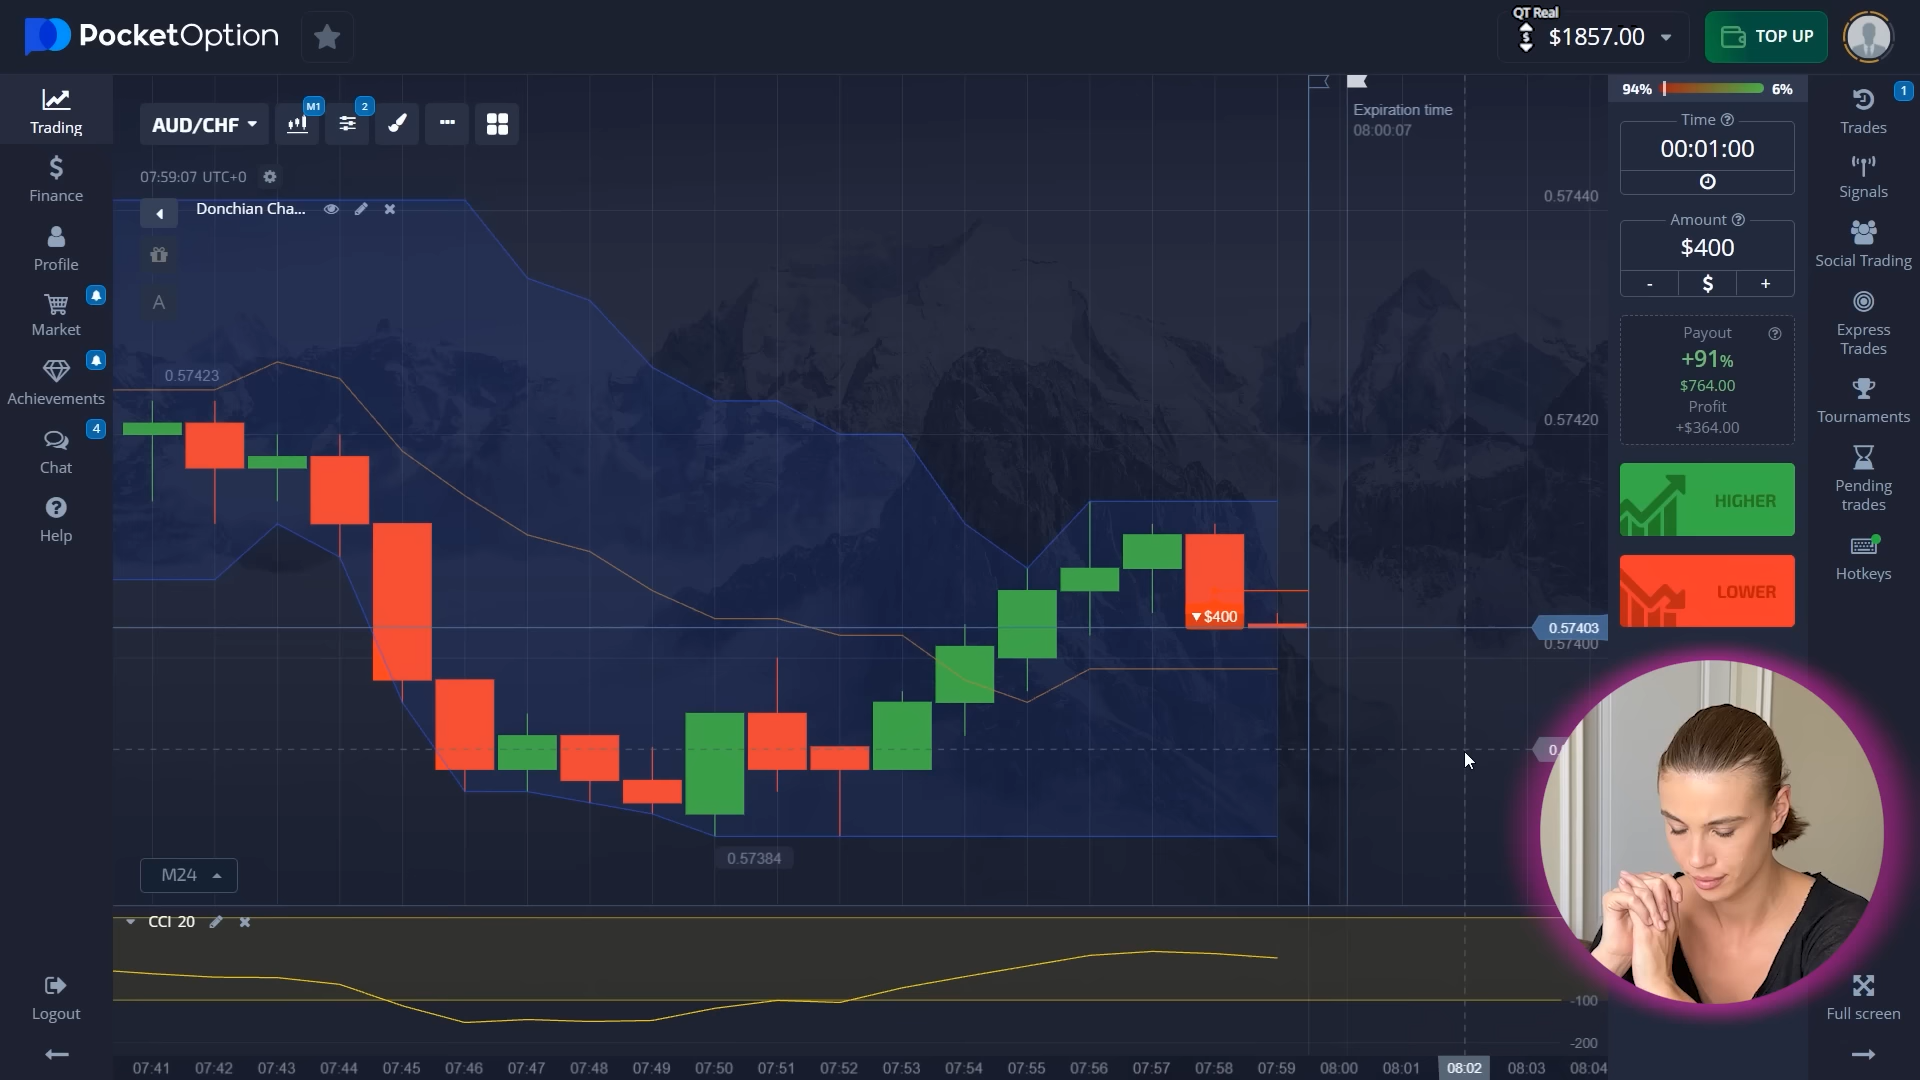 PocketOption
QT Real
$1857.00
TOP UP
Trading
Finance
Profile
Market
Achievements
4
Chat
Help
Logout
AUD/CHF
M1
2
07:59:07 UTC+0
Donchian Cha...
A
0.57423
$400
0.57384
M24
CCI 20
Expiration time
08:00:07
0.57440
0.57420
0.57403
0.57400
-100
-200
07:41 07:42 07:43 07:44 07:45 07:46 07:47 07:48 07:49 07:50 07:51 07:52 07:53 07:54 07:55 07:56 07:57 07:58 07:59 08:00 08:01 08:02 08:03 08:04
94% 6%
Time
00:01:00
Amount
$400
- $ +
Payout
+91%
$764.00
Profit
+$364.00
HIGHER
LOWER
1
Trades
Signals
Social Trading
Express
Trades
Tournaments
Pending
trades
Hotkeys
Full screen